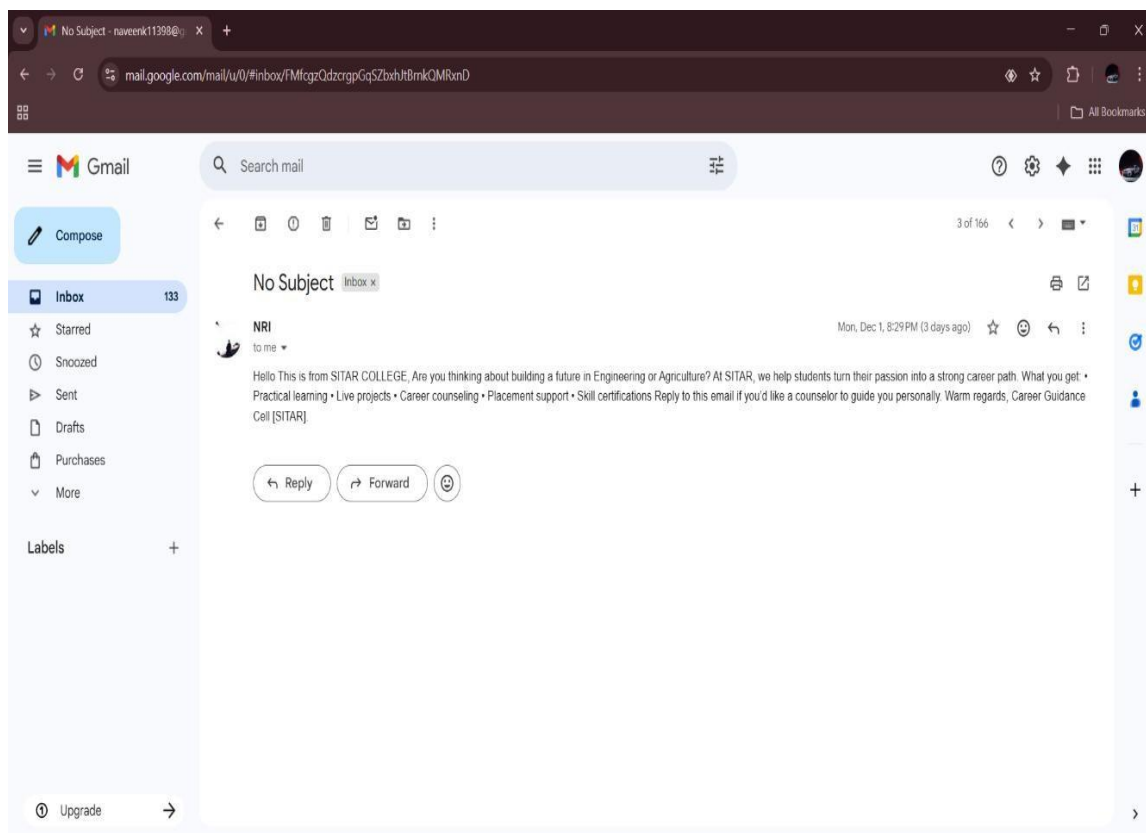 No Subject - naveenk11398@g
mail.google.com/mail/u/0/#inbox/FMfcgzQdzcrgpGqSZbxhJtBrnkQMRxnD
All Bookmarks
Gmail
Search mail
Compose
3 of 166
No Subject Inbox x
Inbox 133
Starred
Snoozed
Sent
Drafts
Purchases
More
Labels
NRI
Mon, Dec 1, 8:29 PM (3 days ago)
to me
Hello This is from SITAR COLLEGE, Are you thinking about building a future in Engineering or Agriculture? At SITAR, we help students turn their passion into a strong career path. What you get: •
Practical learning • Live projects • Career counseling • Placement support • Skill certifications Reply to this email if you'd like a counselor to guide you personally. Warm regards, Career Guidance
Cell [SITAR].
Reply
Forward
Upgrade
31